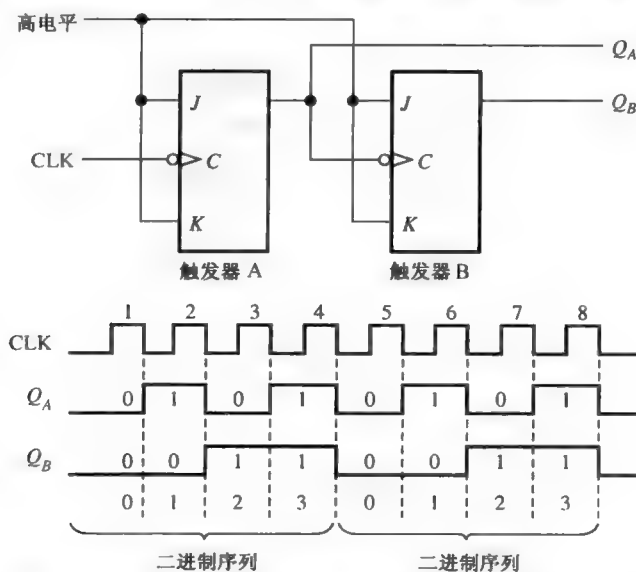 高电平
Q_A
J J Q_B
CLK C C
K K
触发器 A 触发器 B
1 2 3 4 5 6 7 8
CLK
Q_A 0 1 0 1 0 1 0 1
Q_B 0 0 1 1 0 0 1 1
0 1 2 3 0 1 2 3
二进制序列 二进制序列